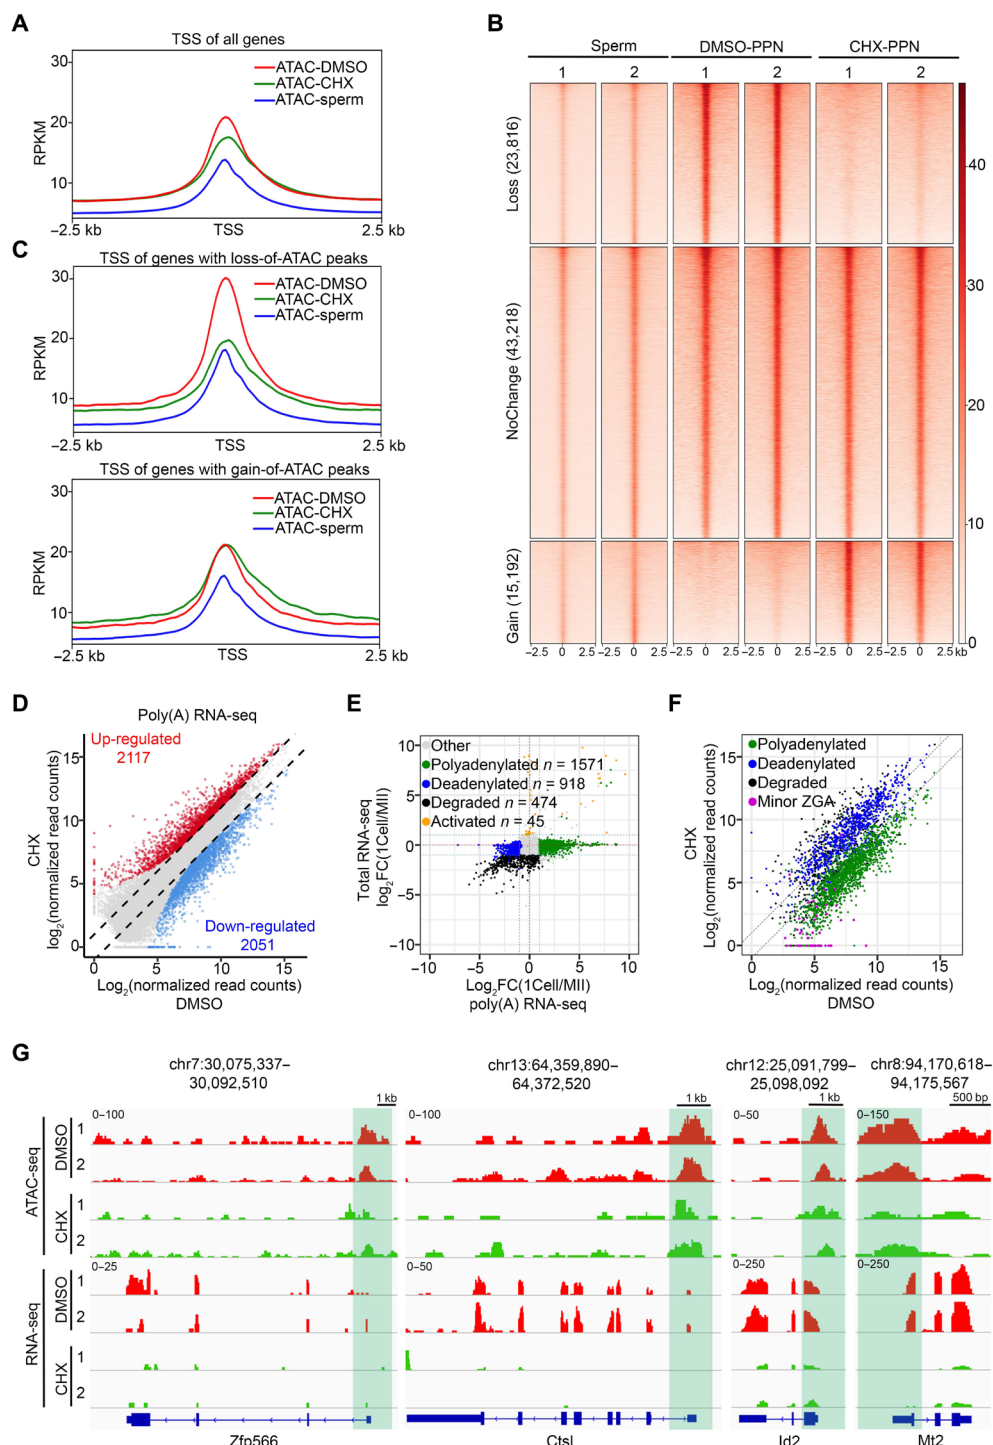 A
TSS of all genes
30
20
10
RPKM
ATAC-DMSO
ATAC-CHX
ATAC-sperm
−2.5 kb TSS 2.5 kb
B
Sperm DMSO-PPN CHX-PPN
1 2 1 2 1 2
Loss (23,816)
NoChange (43,218)
Gain (15,192)
40
30
20
10
0
−2.5 0 2.5 −2.5 0 2.5 −2.5 0 2.5 −2.5 0 2.5 −2.5 0 2.5 −2.5 0 2.5 kb
C
TSS of genes with loss-of-ATAC peaks
30
20
10
RPKM
ATAC-DMSO
ATAC-CHX
ATAC-sperm
−2.5 kb TSS 2.5 kb
TSS of genes with gain-of-ATAC peaks
30
20
10
RPKM
ATAC-DMSO
ATAC-CHX
ATAC-sperm
−2.5 kb TSS 2.5 kb
D
Poly(A) RNA-seq
Up-regulated
2117
Down-regulated
2051
CHX
log2(normalized read counts)
15
10
5
0
0 5 10 15
Log2(normalized read counts)
DMSO
E
Other
Polyadenylated n = 1571
Deadenylated n = 918
Degraded n = 474
Activated n = 45
Total RNA-seq
log2FC(1Cell/MII)
10
5
0
−5
−10
−10 −5 0 5 10
Log2FC(1Cell/MII)
poly(A) RNA-seq
F
Polyadenylated
Deadenylated
Degraded
Minor ZGA
CHX
Log2(normalized read counts)
15
10
5
0
0 5 10 15
Log2(normalized read counts)
DMSO
G
chr7:30,075,337–
30,092,510
chr13:64,359,890–
64,372,520
chr12:25,091,799–
25,098,092
chr8:94,170,618–
94,175,567
1 kb 1 kb 1 kb 500 bp
0–100 0–100 0–50 0–150
ATAC-seq
DMSO
1
2
CHX
1
2
0–25 0–50 0–250 0–250
RNA-seq
DMSO
1
2
CHX
1
2
Zfp566 Ctsl Id2 Mt2